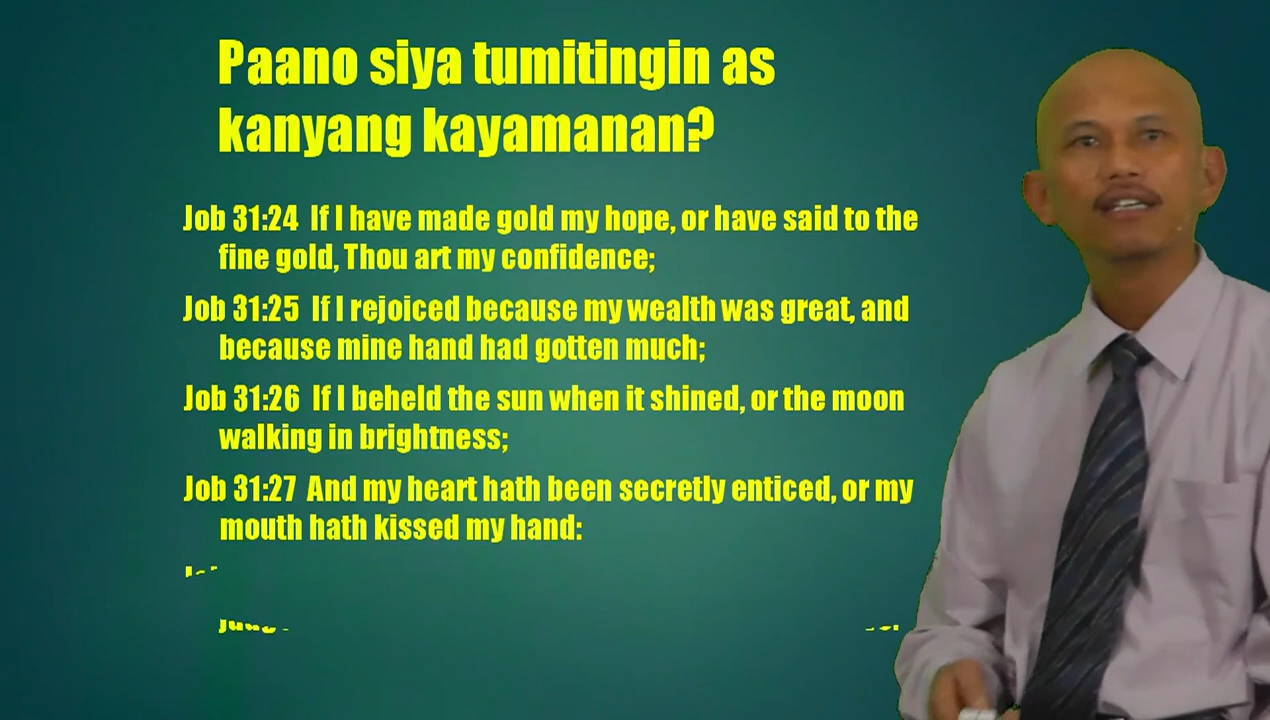 Paano siya tumitingin as
kanyang kayamanan?
Job 31:24 If I have made gold my hope, or have said to the
fine gold, Thou art my confidence;
Job 31:25 If I rejoiced because my wealth was great, and
because mine hand had gotten much;
Job 31:26 If I beheld the sun when it shined, or the moon
walking in brightness;
Job 31:27 And my heart hath been secretly enticed, or my
mouth hath kissed my hand: